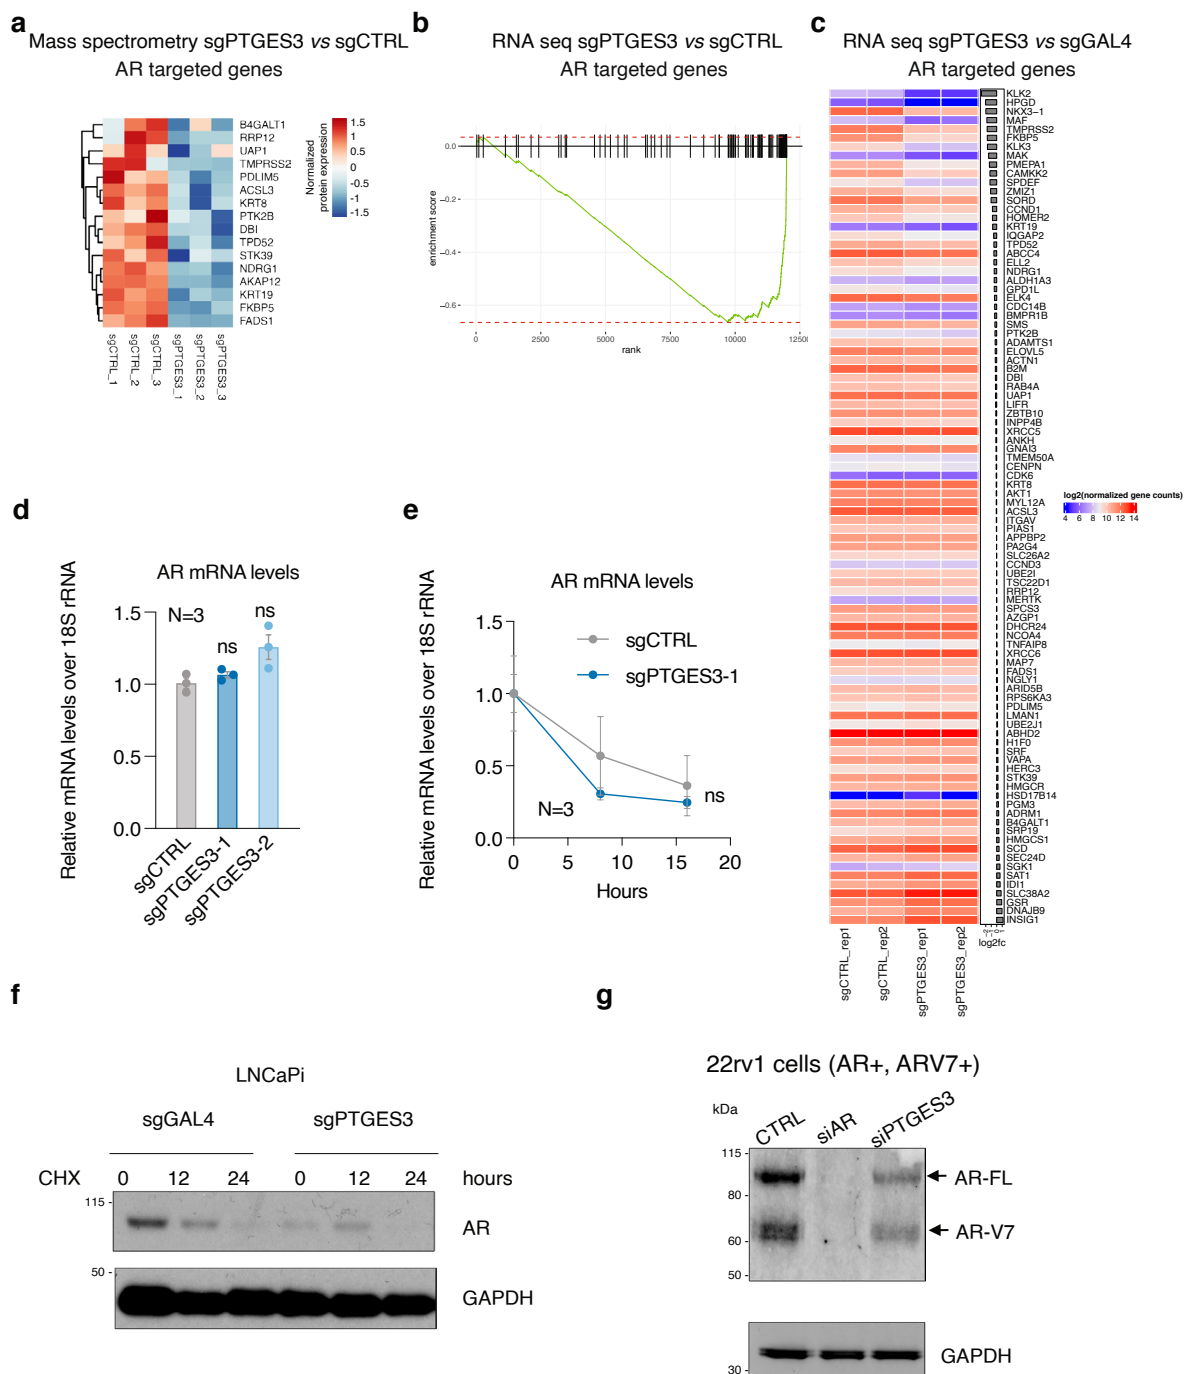 a
Mass spectrometry sgPTGES3 vs sgCTRL
AR targeted genes
B4GALT1
RRP12
UAP1
TMPRSS2
PDLIM5
ACSL3
KRT8
PTK2B
DBI
TPD52
STK39
NDRG1
AKAP12
KRT19
FKBP5
FADS1
sgCTRL_1
sgCTRL_2
sgCTRL_3
sgPTGES3_1
sgPTGES3_2
sgPTGES3_3
Normalized
protein expression
1.5
1
0.5
0
-0.5
-1
-1.5
b
RNA seq sgPTGES3 vs sgCTRL
AR targeted genes
enrichment score
0.0
−0.2
−0.4
−0.6
0
2500
5000
7500
10000
12500
rank
c
RNA seq sgPTGES3 vs sgGAL4
AR targeted genes
KLK2
HPGD
NKX3−1
MAF
TMPRSS2
FKBP5
KLK3
MAK
PMEPA1
CAMKK2
SPDEF
ZMIZ1
SORD
CCND1
HOMER2
KRT19
IQGAP2
TPD52
ABCC4
ELL2
NDRG1
ALDH1A3
GPD1L
ELK4
CDC14B
BMPR1B
SMS
PTK2B
ADAMTS1
ELOVL5
ACTN1
B2M
DBI
RAB4A
UAP1
LIFR
ZBTB10
INPP4B
XRCC5
ANKH
GNAI3
TMEM50A
CENPN
CDK6
KRT8
AKT1
MYL12A
ACSL3
ITGAV
PIAS1
APPBP2
PA2G4
SLC26A2
CCND3
UBE2I
TSC22D1
RRP12
MERTK
SPCS3
AZGP1
DHCR24
NCOA4
TNFAIP8
XRCC6
MAP7
FADS1
NGLY1
ARID5B
RPS6KA3
PDLIM5
LMAN1
UBE2J1
ABHD2
H1F0
SRF
VAPA
HERC3
STK39
HMGCR
HSD17B14
PGM3
ADRM1
B4GALT1
SRP19
HMGCS1
SCD
SEC24D
SGK1
SAT1
IDI1
SLC38A2
GSR
DNAJB9
INSIG1
−2
−1
0
1
log2fc
sgCTRL_rep1
sgCTRL_rep2
sgPTGES3_rep1
sgPTGES3_rep2
log2(normalized gene counts)
4 6 8 10 12 14
d
AR mRNA levels
Relative mRNA levels over 18S rRNA
1.5
1.0
0.5
0.0
N=3
ns
ns
sgCTRL
sgPTGES3-1
sgPTGES3-2
e
AR mRNA levels
Relative mRNA levels over 18S rRNA
1.5
1.0
0.5
0.0
sgCTRL
sgPTGES3-1
N=3
ns
0
5
10
15
20
Hours
f
LNCaPi
sgGAL4
sgPTGES3
CHX
0 12 24 0 12 24 hours
115 -
AR
50 -
GAPDH
g
22rv1 cells (AR+, ARV7+)
kDa
CTRL
siAR
siPTGES3
115 -
80 -
60 -
50 -
AR-FL
AR-V7
30 -
GAPDH